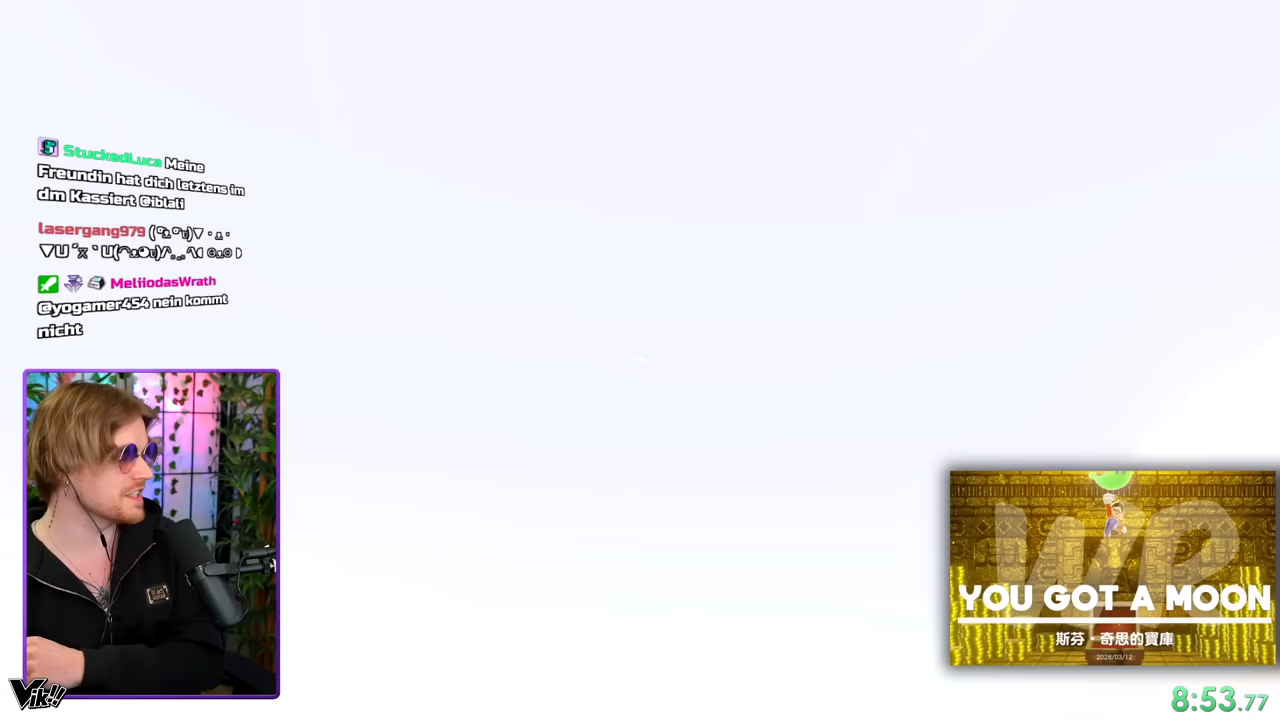 StuckedLuca Meine
Freundin hat dich letztens im
dm Kassiert @iblali
lasergang979
MeliiodasWrath
@yogamer454 nein kommt
nicht
YOU GOT A MOON
斯芬·奇思的寶庫
2028/03/12
8:53.77
Vik!!